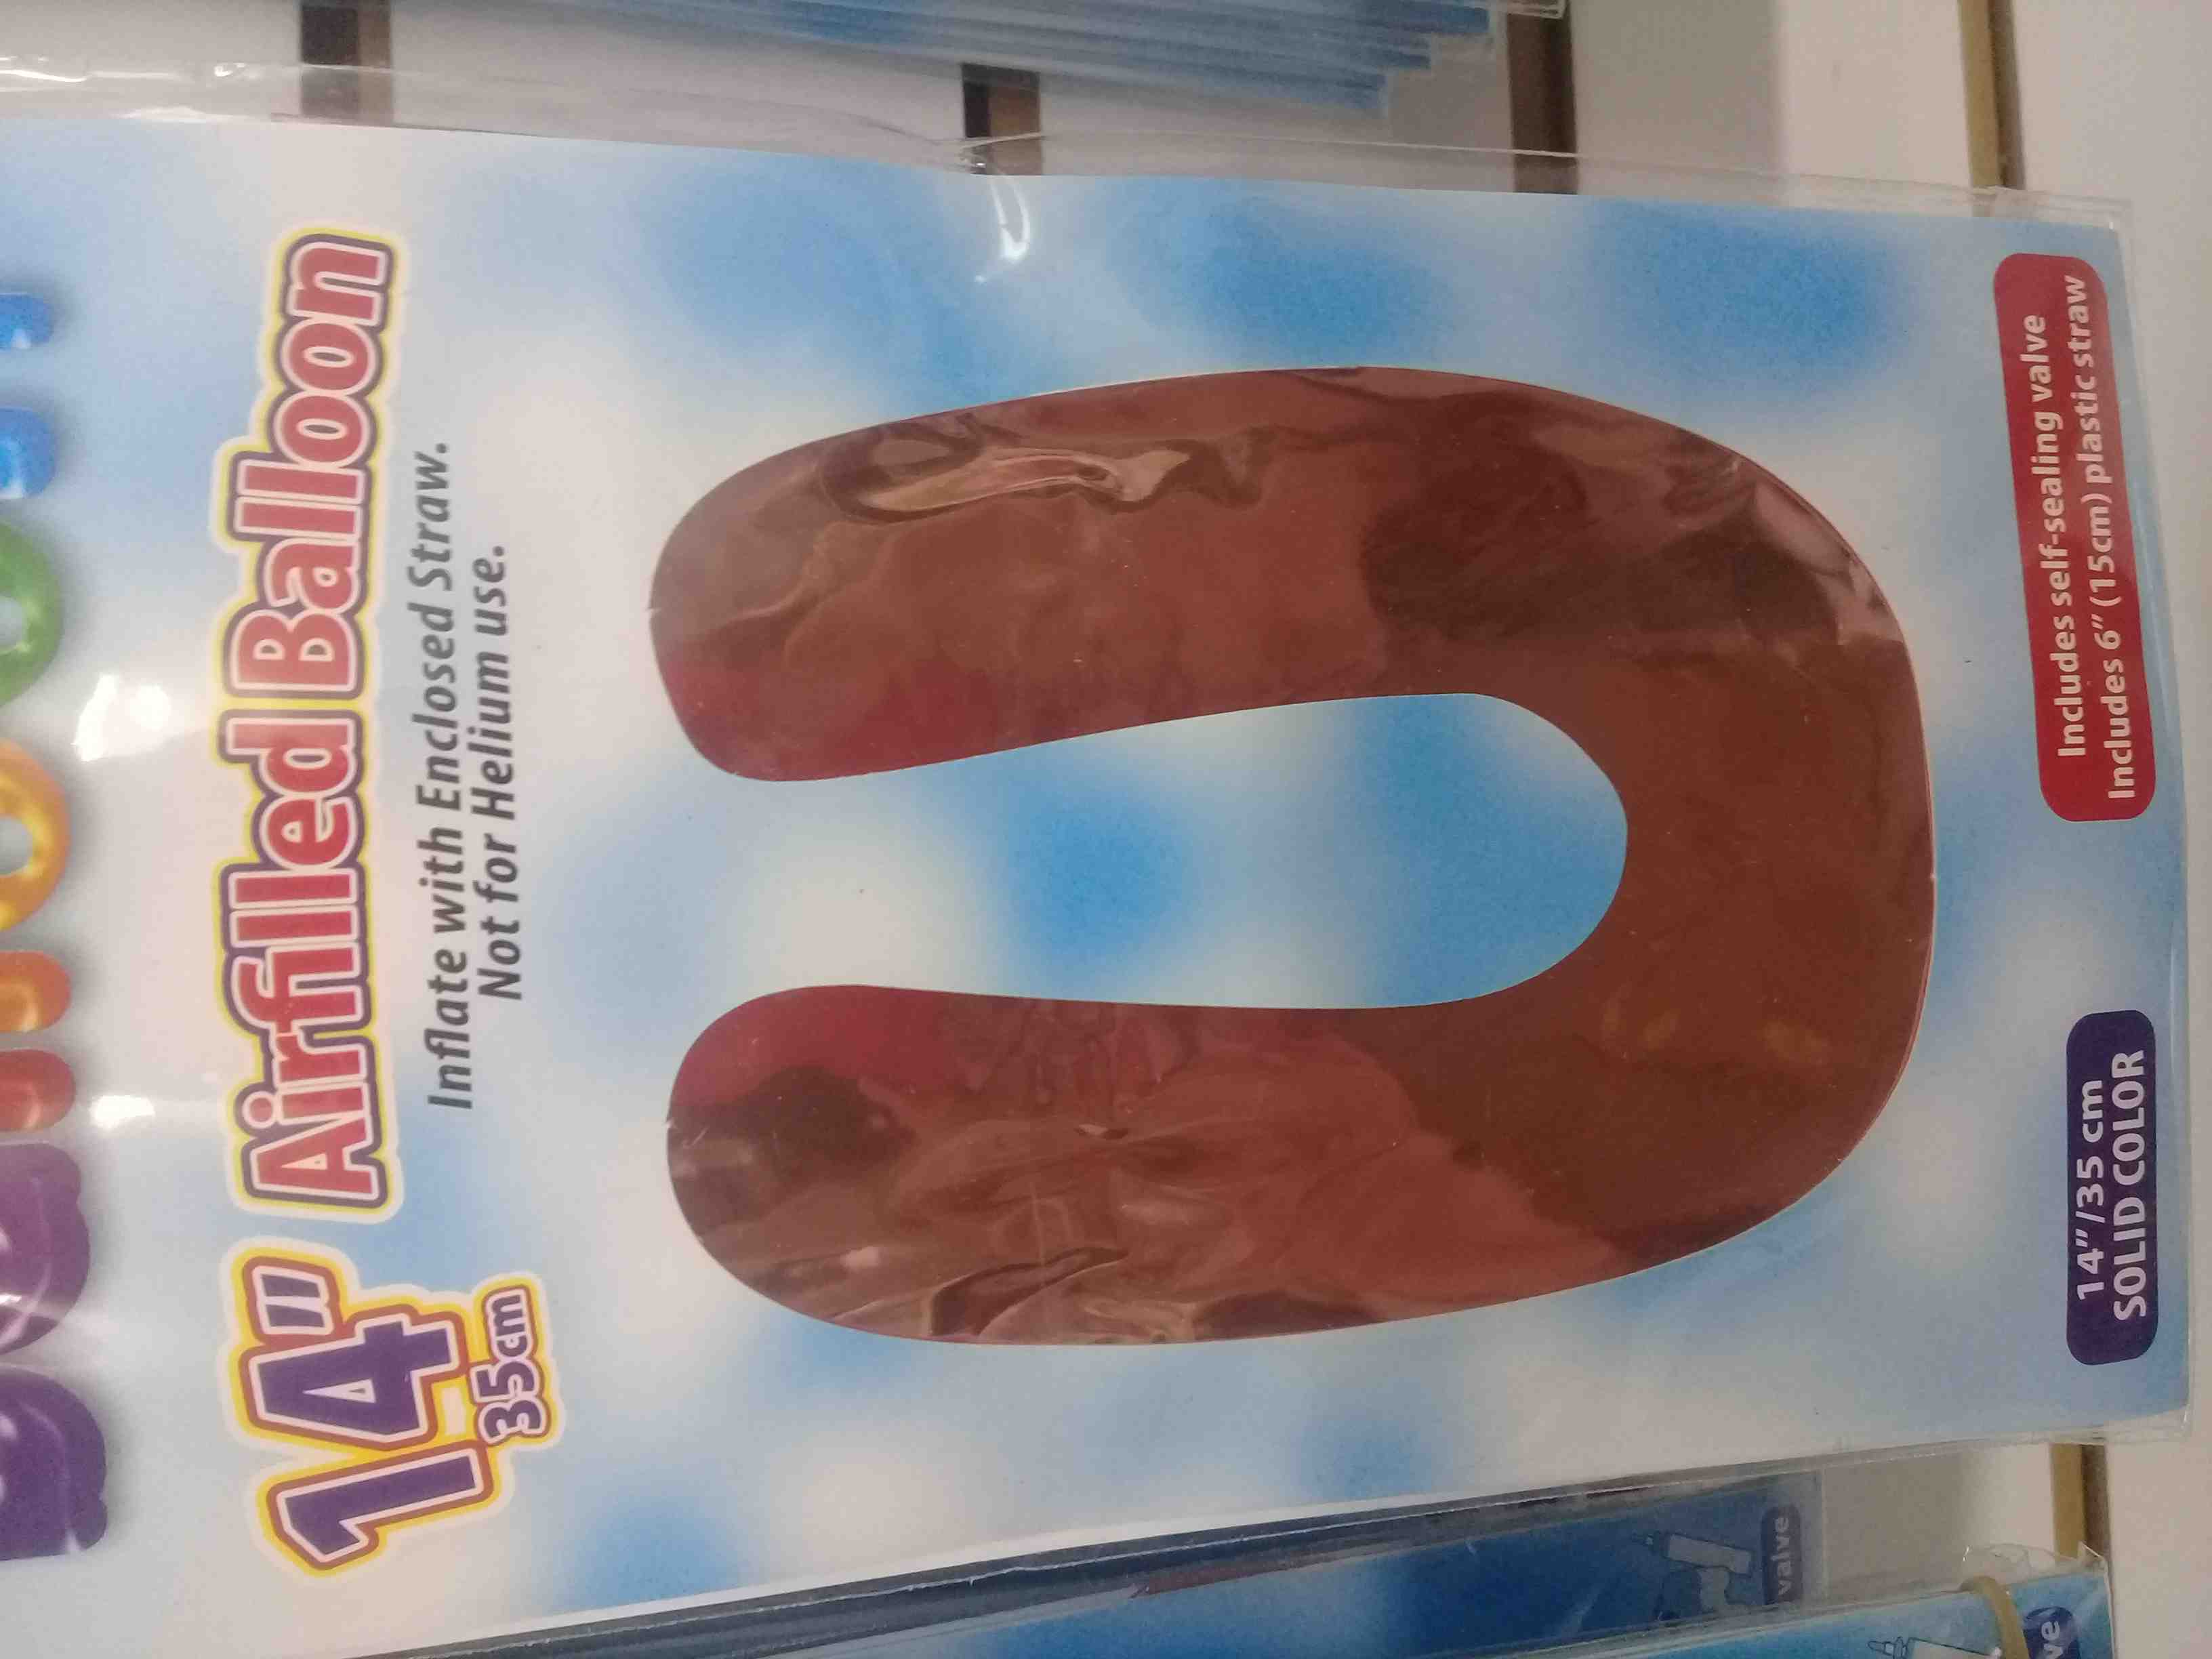 14" Airfilled Balloon
35cm
Inflate with Enclosed Straw.
Not for Helium use.
U
14"/35 cm
SOLID COLOR
Includes self-sealing valve
Includes 6" (15cm) plastic straw
valve